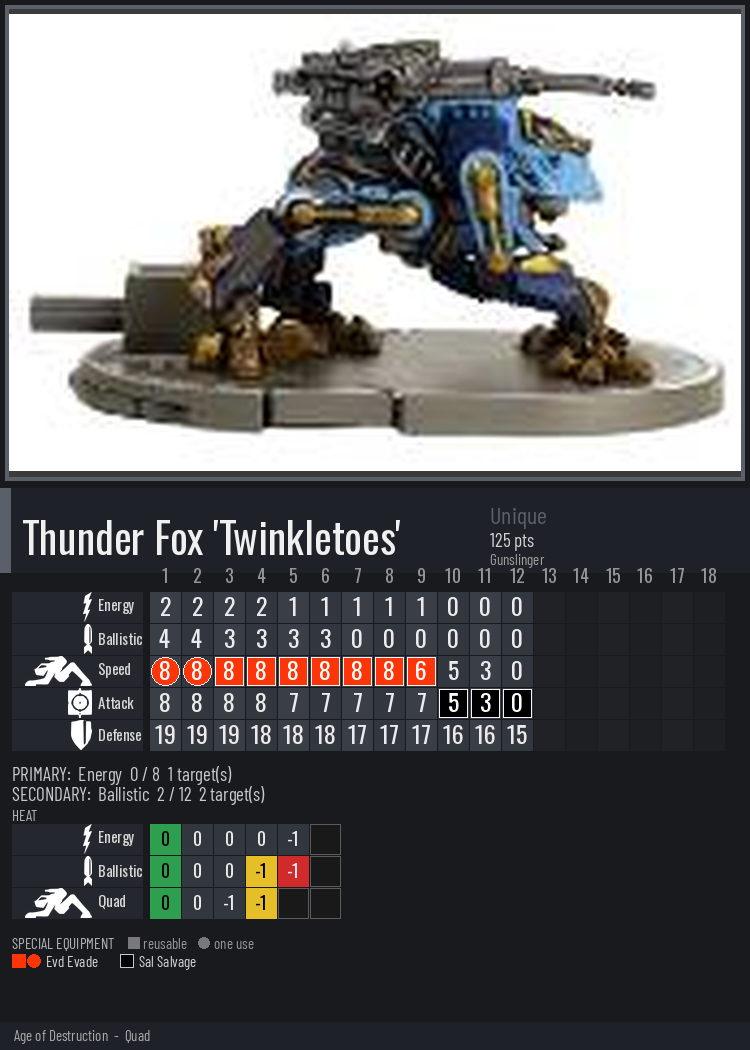 Thunder Fox 'Twinkletoes'
Unique
125 pts
Gunslinger
1 2 3 4 5 6 7 8 9 10 11 12 13 14 15 16 17 18
Energy 2 2 2 2 1 1 1 1 1 0 0 0
Ballistic 4 4 3 3 3 3 0 0 0 0 0 0
Speed 8 8 8 8 8 8 8 8 6 5 3 0
Attack 8 8 8 8 7 7 7 7 7 5 3 0
Defense 19 19 19 18 18 18 17 17 17 16 16 15
PRIMARY: Energy 0 / 8 1 target(s)
SECONDARY: Ballistic 2 / 12 2 target(s)
HEAT
Energy 0 0 0 0 -1
Ballistic 0 0 0 -1 -1
Quad 0 0 -1 -1
SPECIAL EQUIPMENT reusable one use
Evd Evade Sal Salvage
Age of Destruction - Quad